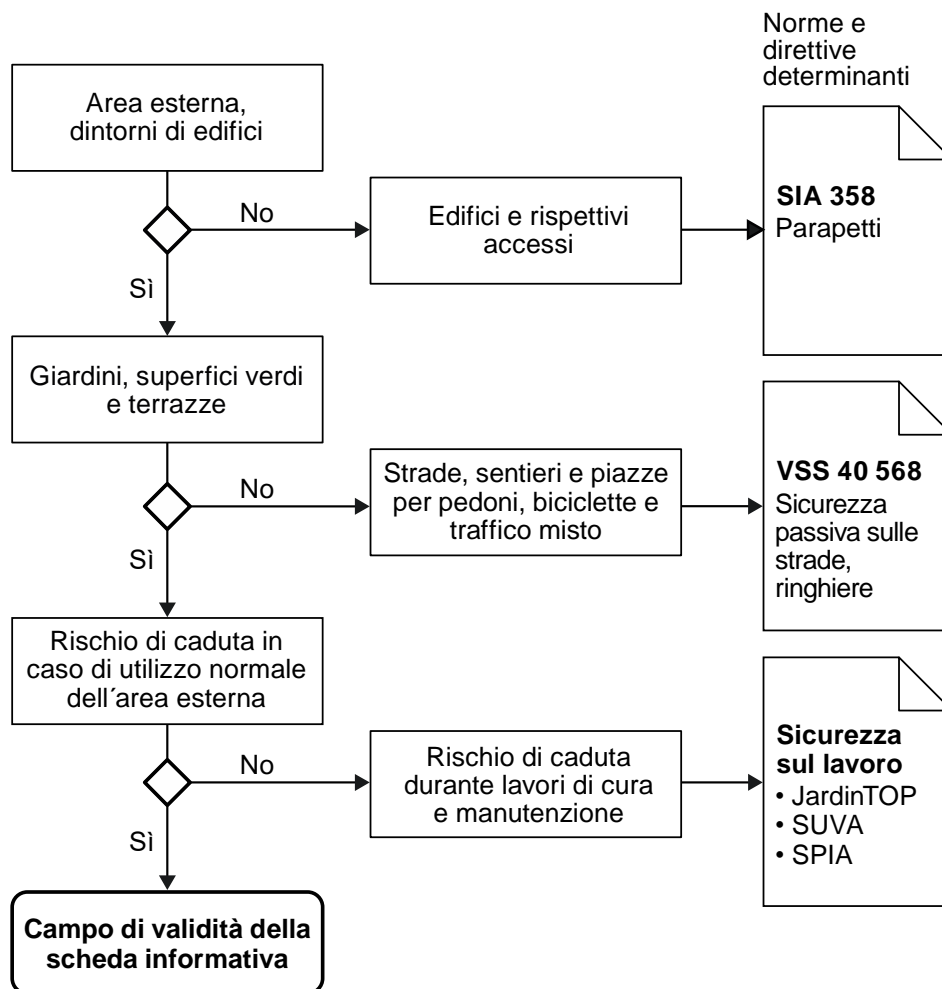 Norme e
direttive
determinanti
Area esterna,
dintorni di edifici
No
Edifici e rispettivi
accessi
SIA 358
Parapetti
Sì
Giardini, superfici verdi
e terrazze
No
Strade, sentieri e piazze
per pedoni, biciclette e
traffico misto
VSS 40 568
Sicurezza
passiva sulle
strade,
ringhiere
Sì
Rischio di caduta in
caso di utilizzo normale
dell´area esterna
No
Rischio di caduta
durante lavori di cura
e manutenzione
Sicurezza
sul lavoro
• JardinTOP
• SUVA
• SPIA
Sì
Campo di validità della
scheda informativa